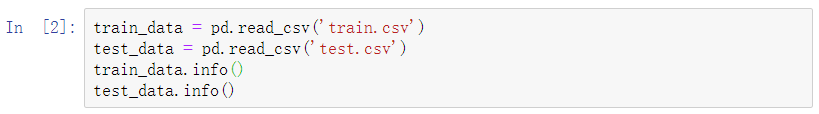 In [2]: train_data = pd.read_csv('train.csv')
test_data = pd.read_csv('test.csv')
train_data.info()
test_data.info()